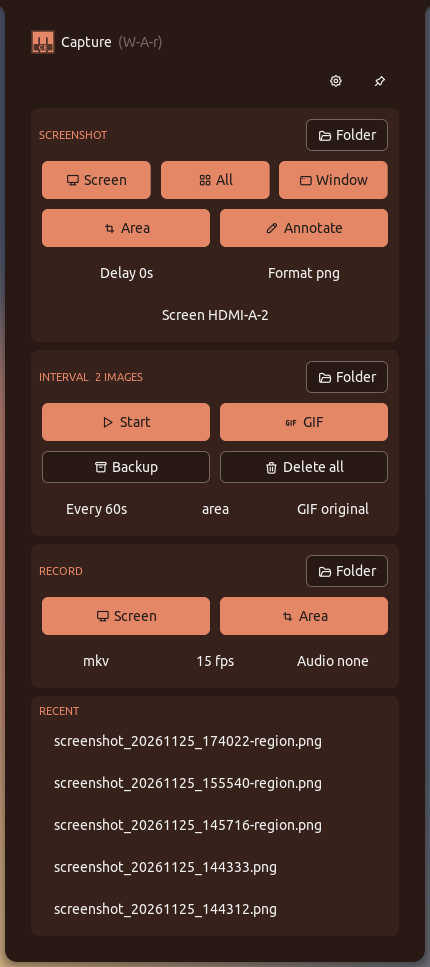 Capture (W-A-r)
SCREENSHOT
Folder
Screen All Window
Area Annotate
Delay 0s Format png
Screen HDMI-A-2
INTERVAL 2 IMAGES
Folder
Start GIF GIF
Backup Delete all
Every 60s area GIF original
RECORD
Folder
Screen Area
mkv 15 fps Audio none
RECENT
screenshot_20261125_174022-region.png
screenshot_20261125_155540-region.png
screenshot_20261125_145716-region.png
screenshot_20261125_144333.png
screenshot_20261125_144312.png